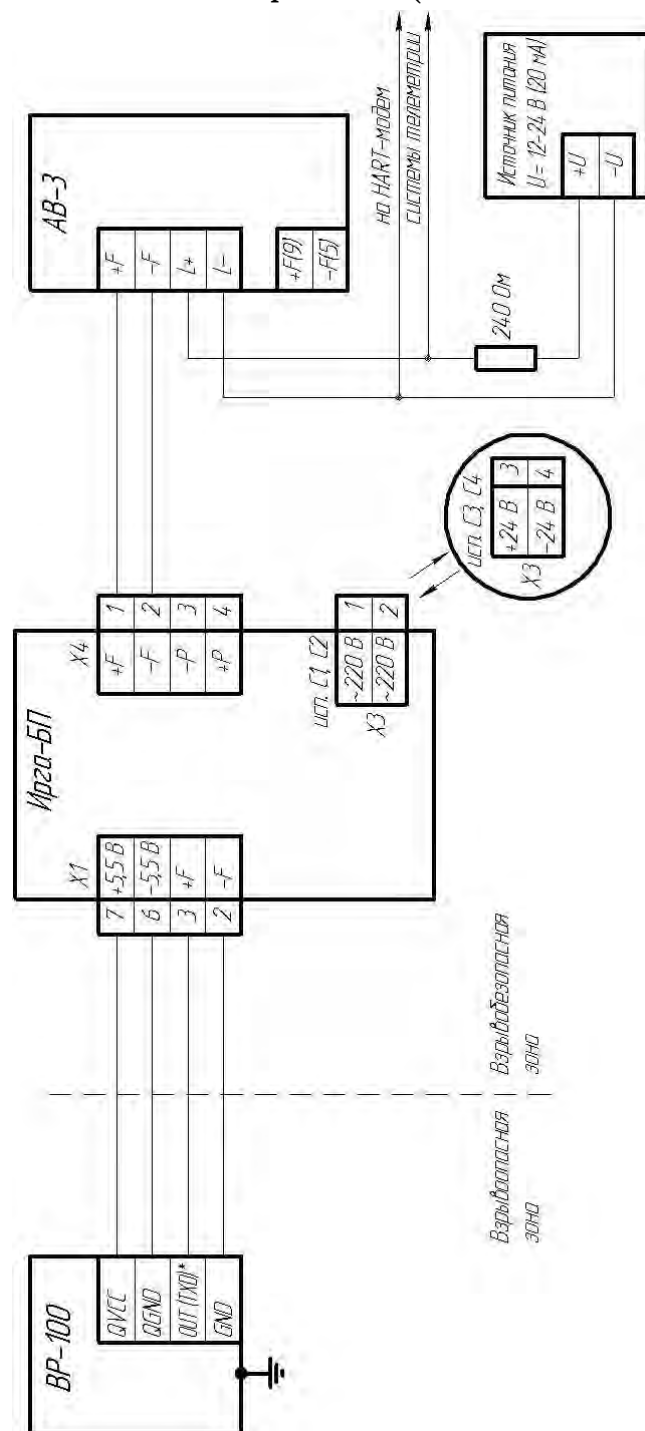 ВР-100
QVCC
QGND
OUT (TXD)*
GND
Взрывоопасная
зона
Взрывобезопасная
зона
Ирга-БП
X1
7 +5,5 В
6 -5,5 В
3 +F
2 -F
X4
+F 1
-F 2
-P 3
+P 4
исп. С1, С2
~220 В 1
~220 В 2
X3
исп. С3, С4
+24 В 3
-24 В 4
X3
АВ-3
+F
-F
L+
L-
+F(9)
-F(5)
240 Ом
на HART-модем
системы телеметрии
Источник питания
U = 12-24 В (20 мА)
+U
-U